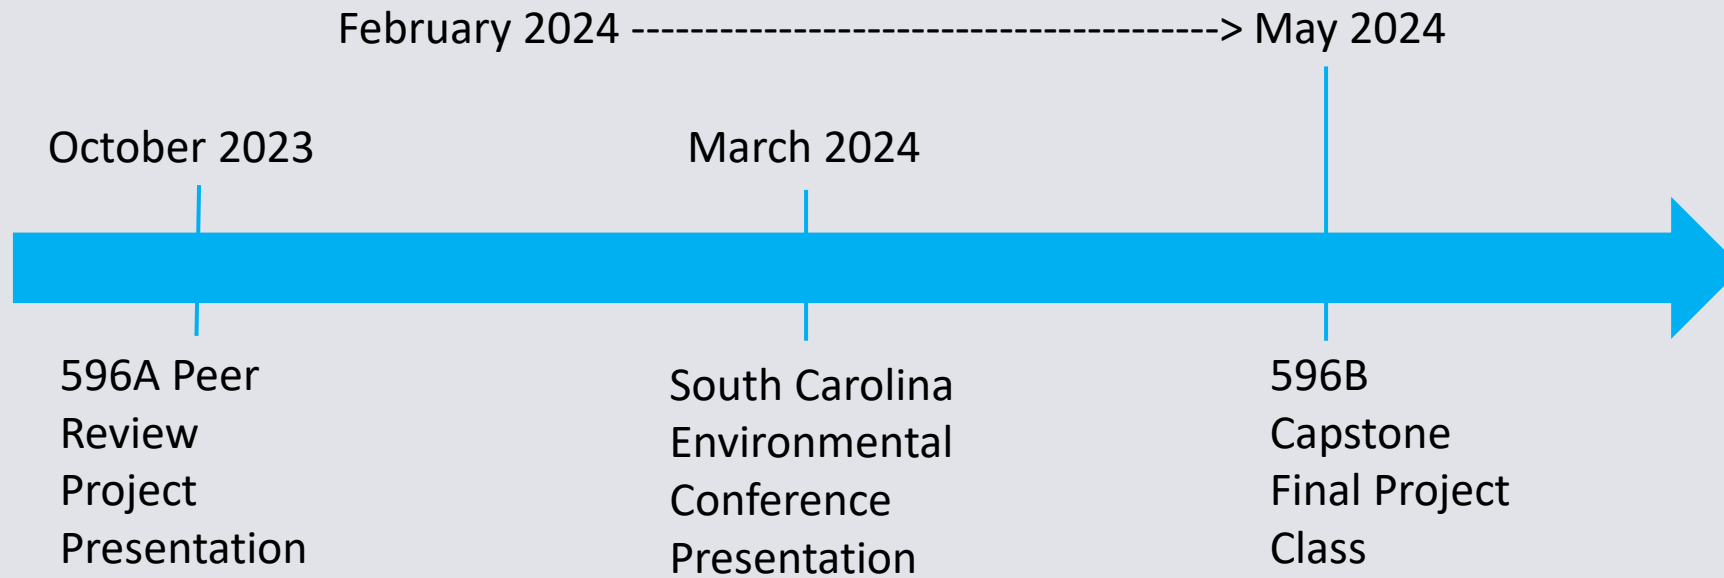 February 2024 ----------------------------------------> May 2024
October 2023
March 2024
596A Peer
Review
Project
Presentation
South Carolina
Environmental
Conference
Presentation
596B
Capstone
Final Project
Class